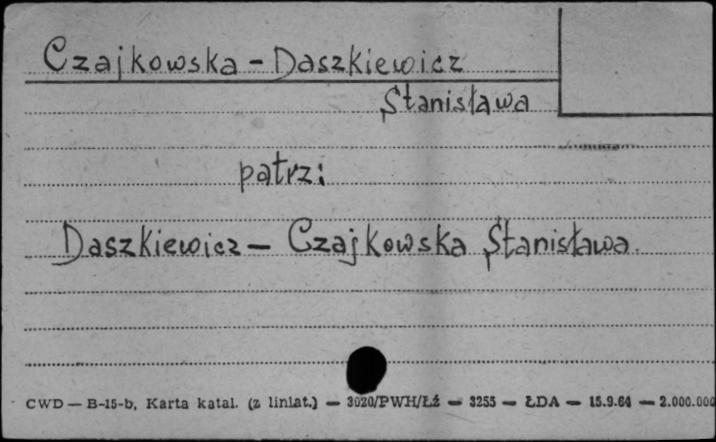 Czajkowska - Daszkiewicz
Stanisława
patrz:
Daszkiewicz - Czajkowska Stanisława.
CWD — B-15-b, Karta katal. (z liniat.) — 3020/PWH/Łż — 3255 — ŁDA — 15.9.64 — 2.000.000